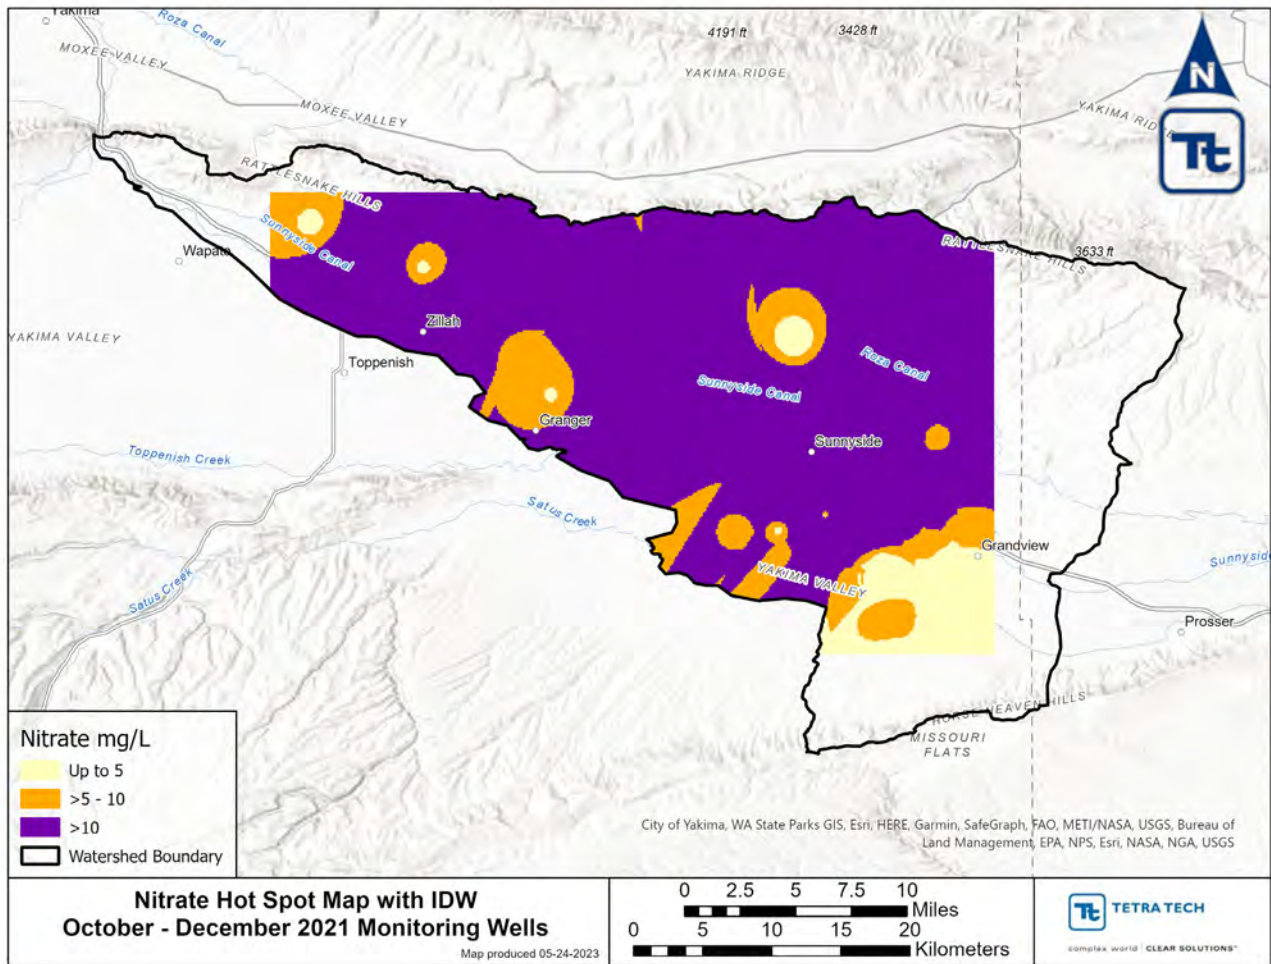 Yakima
Roza Canal
4191 ft
3428 ft
MOXEE VALLEY
YAKIMA RIDGE
N
MOXEE VALLEY
YAKIMA RIDGE
Tt
RATTLESNAKE HILLS
Sunnyside Canal
Wapato
RATTLESNAKE HILLS
3633 ft
Zillah
YAKIMA VALLEY
Toppenish
Roza Canal
Sunnyside Canal
Granger
Sunnyside
Toppenish Creek
Satus Creek
Grandview
Sunnyside
YAKIMA VALLEY
Satus Creek
Prosser
HORSE HEAVEN HILLS
MISSOURI
FLATS
Nitrate mg/L
Up to 5
>5 - 10
>10
Watershed Boundary
City of Yakima, WA State Parks GIS, Esri, HERE, Garmin, SafeGraph, FAO, METI/NASA, USGS, Bureau of
Land Management, EPA, NPS, Esri, NASA, NGA, USGS
Nitrate Hot Spot Map with IDW
October - December 2021 Monitoring Wells
Map produced 05-24-2023
0 2.5 5 7.5 10
Miles
0 5 10 15 20
Kilometers
Tt TETRA TECH
complex world | CLEAR SOLUTIONS™